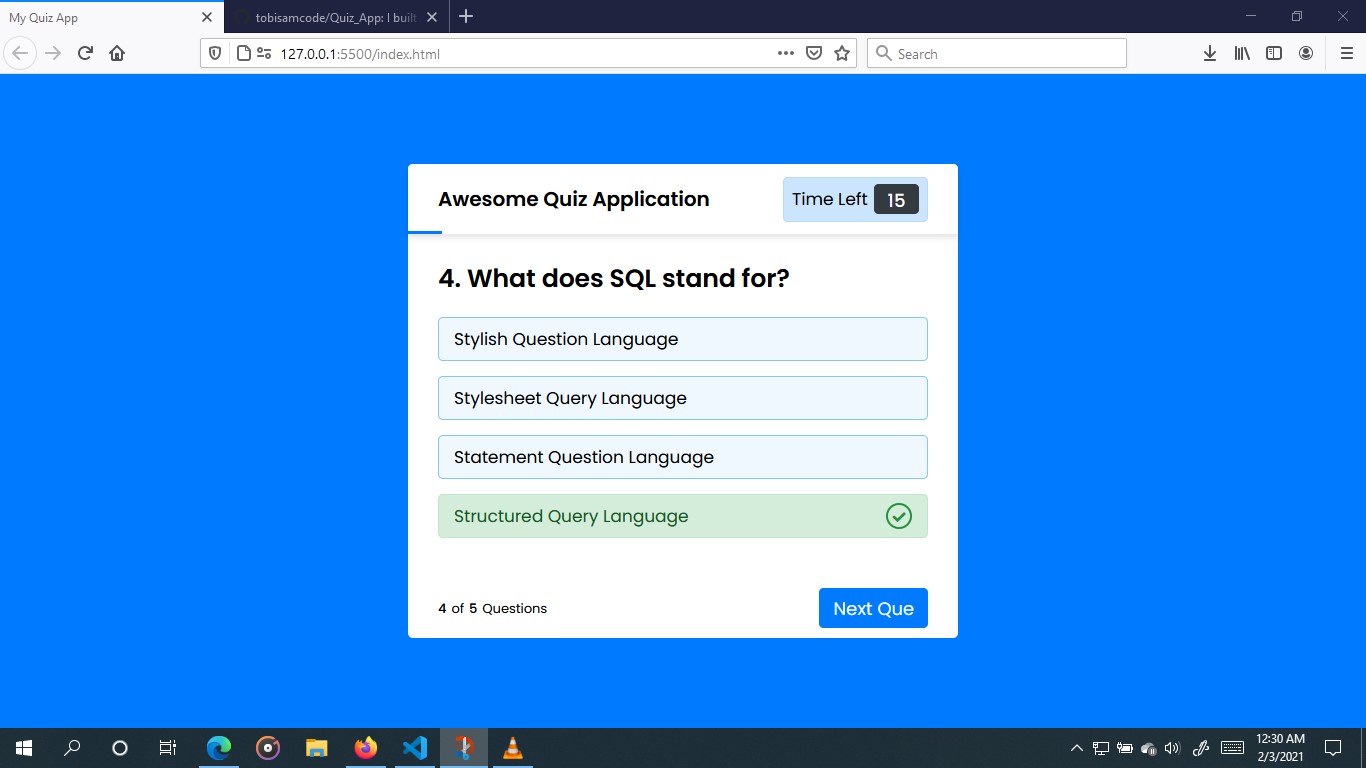 My Quiz App
tobisamcode/Quiz_App: I built
127.0.0.1:5500/index.html
Search
Awesome Quiz Application
Time Left 15
4. What does SQL stand for?
Stylish Question Language
Stylesheet Query Language
Statement Question Language
Structured Query Language
4 of 5 Questions
Next Que
12:30 AM
2/3/2021